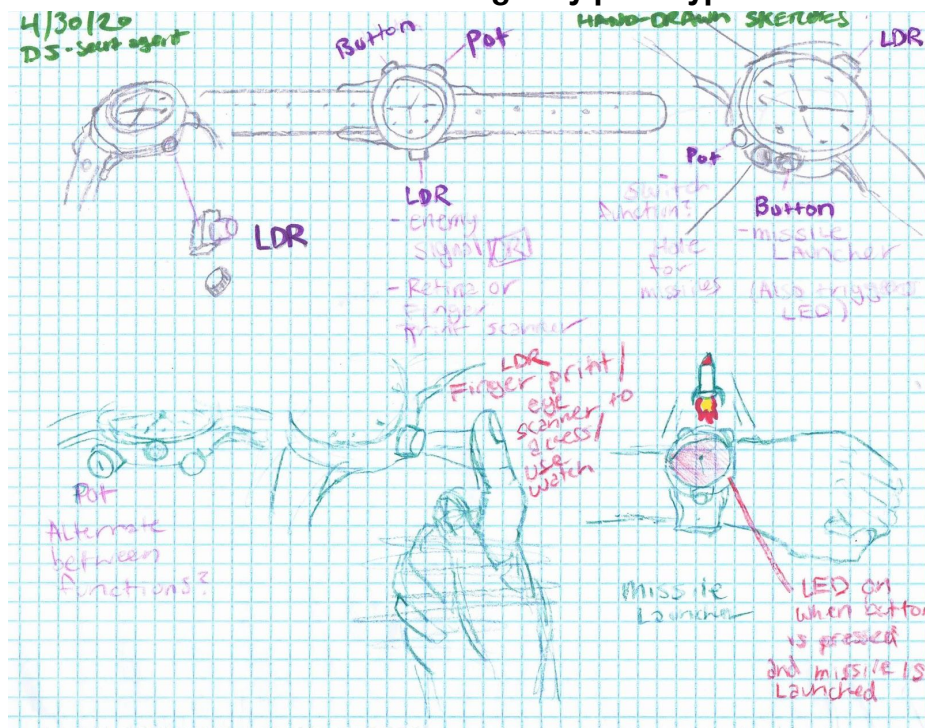 4/30/20
HAND-DRAWN SKETCHES
DJ - Secret agent
Button
Pot
LDR
LDR
LDR
- enemy
signal
- Retina or
Finger
print scanner
Pot
Switch
function?
Hole
for
missiles
Button
- missile
Launcher
(Also triggers
LED)
Pot
Alternate
between
functions?
LDR
Finger print/
eye
scanner to
access/
use
watch
missile
Launcher
LED on
when button
is pressed
and missile is
Launched